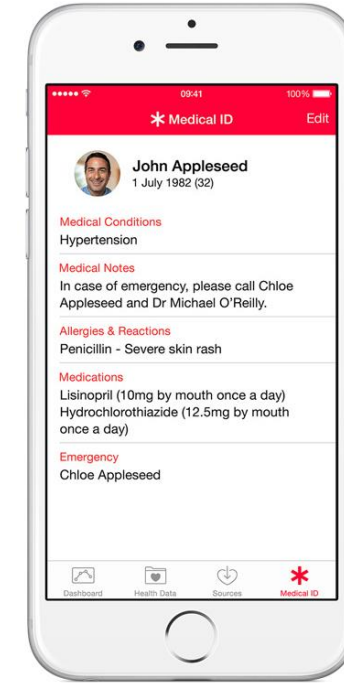 09:41
100%
Medical ID
Edit
John Appleseed
1 July 1982 (32)
Medical Conditions
Hypertension
Medical Notes
In case of emergency, please call Chloe
Appleseed and Dr Michael O’Reilly.
Allergies & Reactions
Penicillin - Severe skin rash
Medications
Lisinopril (10mg by mouth once a day)
Hydrochlorothiazide (12.5mg by mouth
once a day)
Emergency
Chloe Appleseed
Dashboard
Health Data
Sources
Medical ID